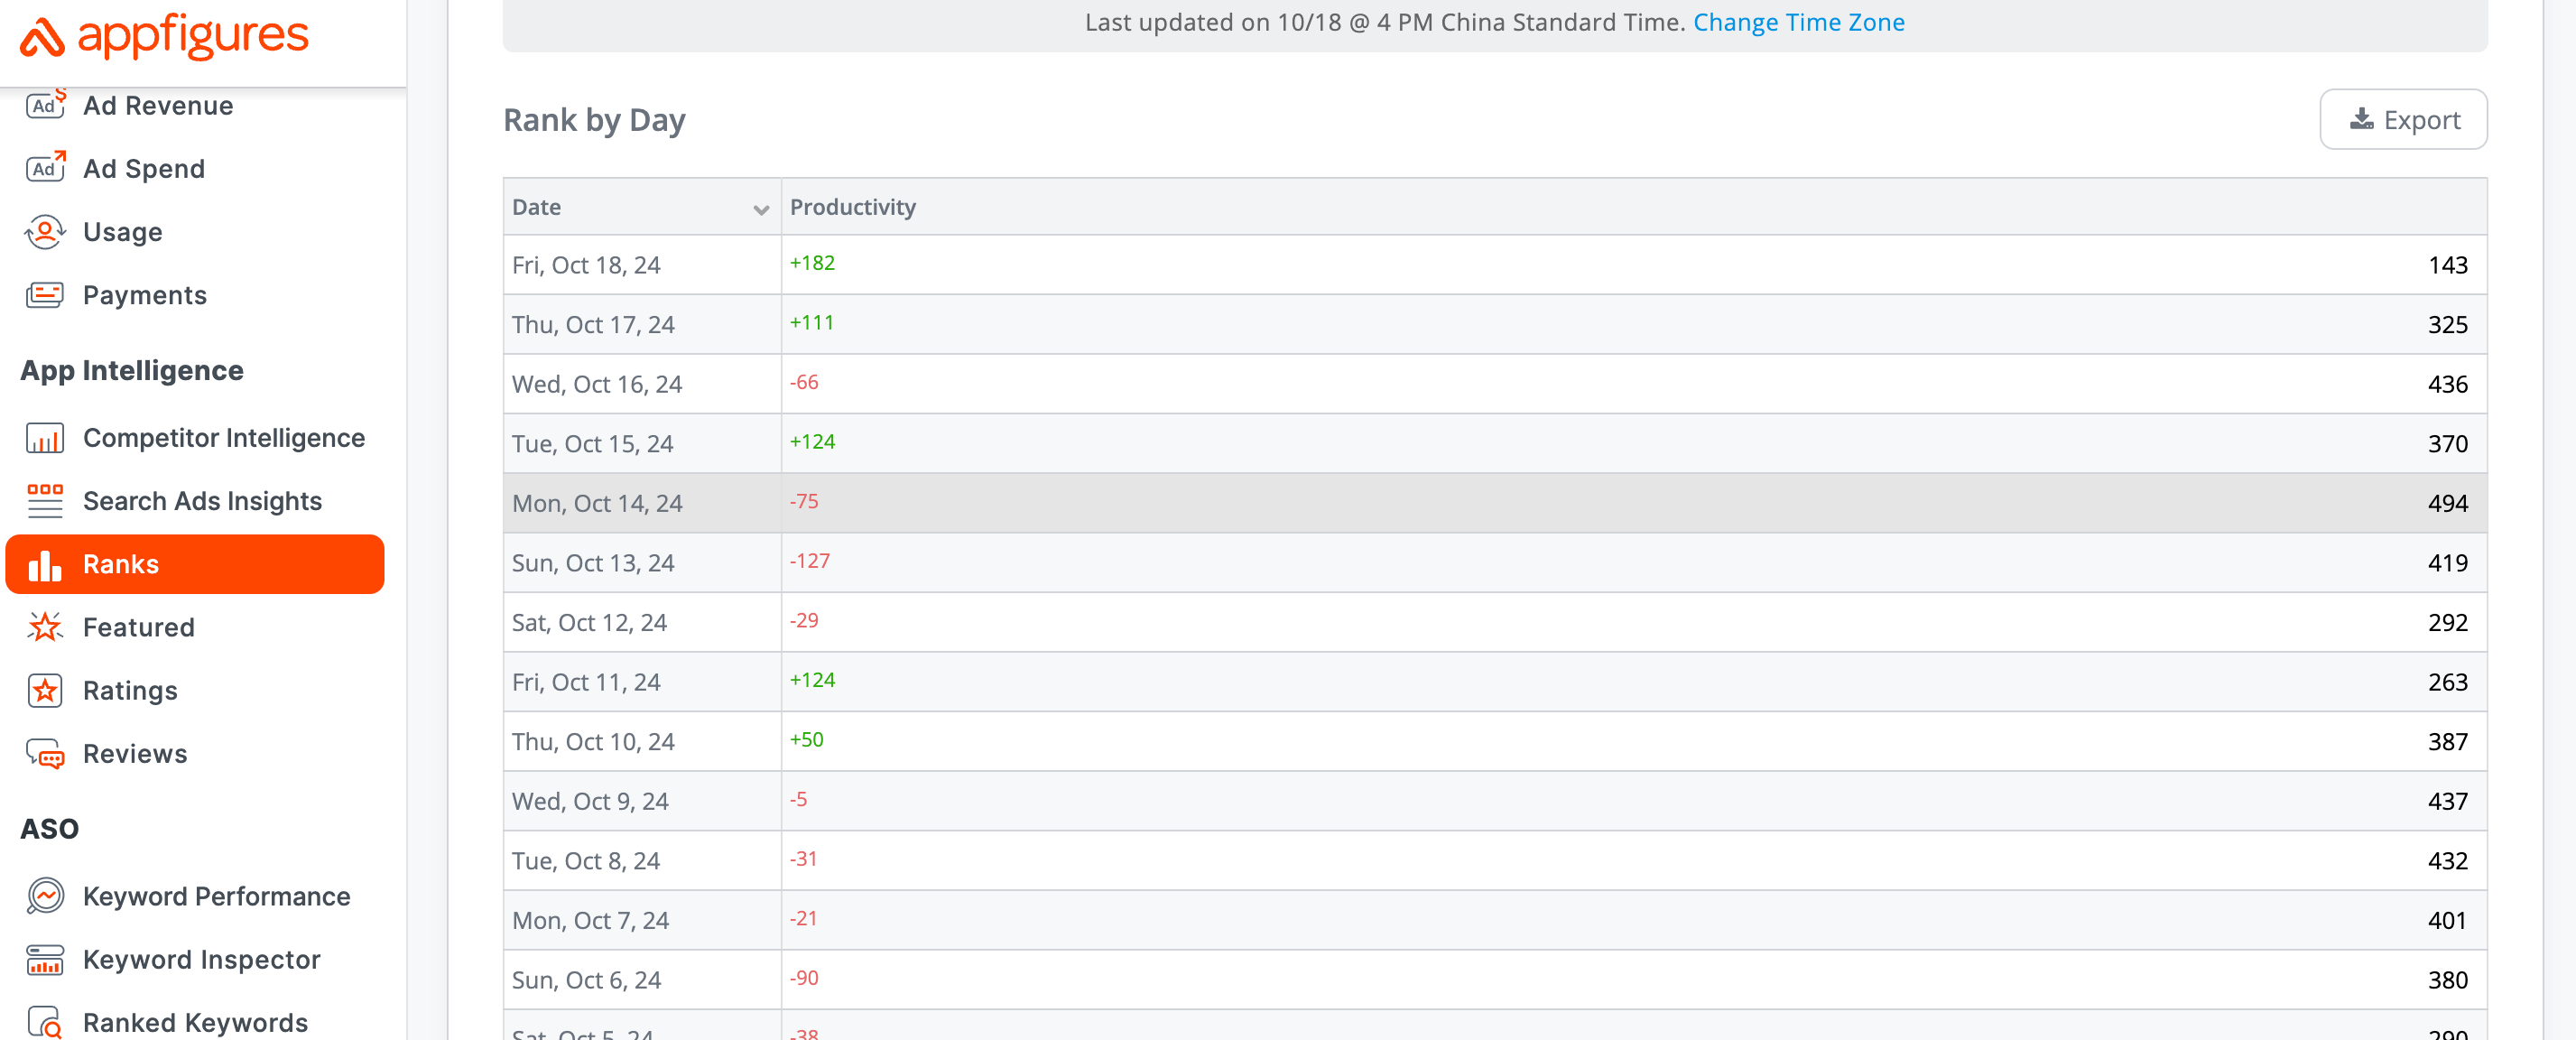 appfigures
Ad Revenue
Ad Spend
Usage
Payments
App Intelligence
Competitor Intelligence
Search Ads Insights
Ranks
Featured
Ratings
Reviews
ASO
Keyword Performance
Keyword Inspector
Ranked Keywords
Last updated on 10/18 @ 4 PM China Standard Time. Change Time Zone
Rank by Day
Export
Date Productivity
Fri, Oct 18, 24 +182 143
Thu, Oct 17, 24 +111 325
Wed, Oct 16, 24 -66 436
Tue, Oct 15, 24 +124 370
Mon, Oct 14, 24 -75 494
Sun, Oct 13, 24 -127 419
Sat, Oct 12, 24 -29 292
Fri, Oct 11, 24 +124 263
Thu, Oct 10, 24 +50 387
Wed, Oct 9, 24 -5 437
Tue, Oct 8, 24 -31 432
Mon, Oct 7, 24 -21 401
Sun, Oct 6, 24 -90 380
Sat, Oct 5, 24 -38 290